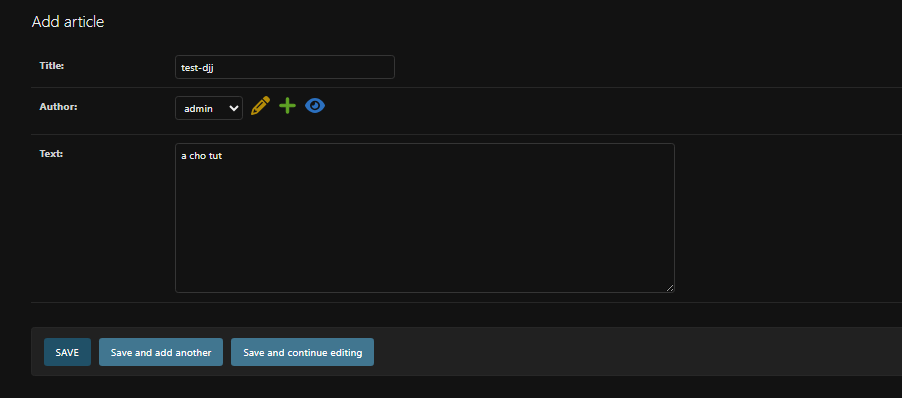 Add article
Title:
test-djj
Author:
admin
Text:
a cho tut
SAVE
Save and add another
Save and continue editing